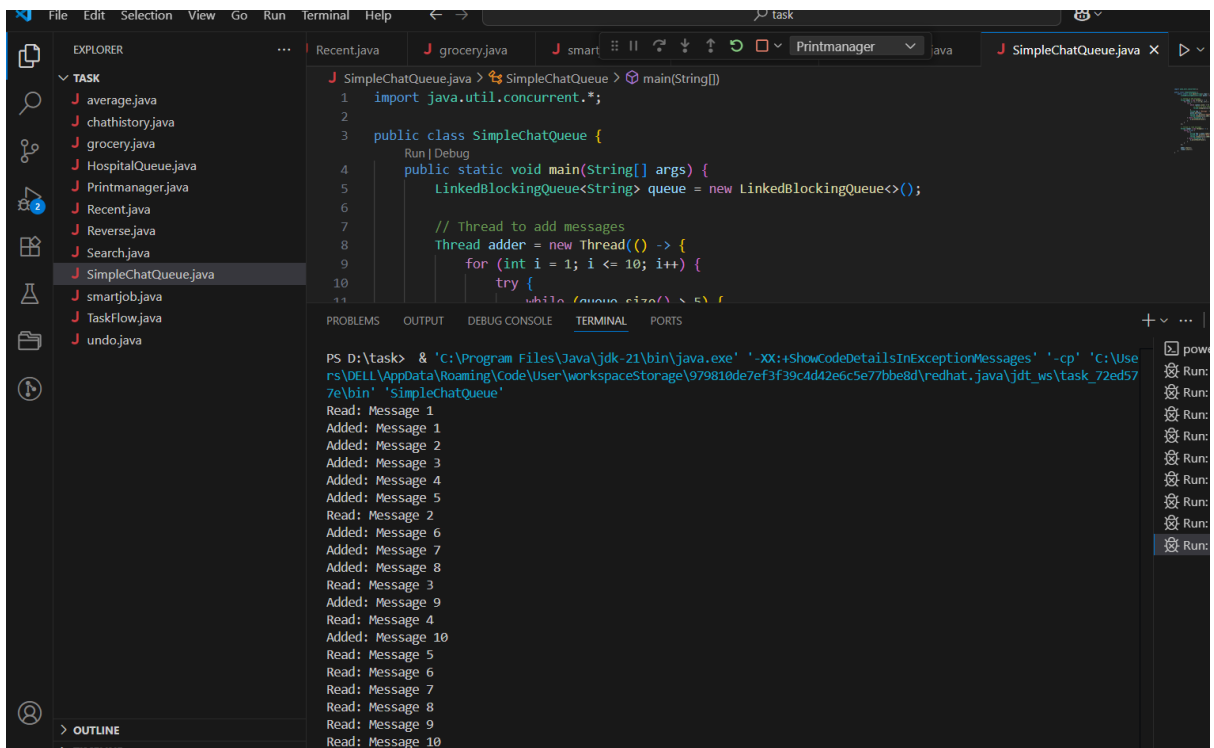 File Edit Selection View Go Run Terminal Help ← → task
EXPLORER ...
TASK
J average.java
J chathistory.java
J grocery.java
J HospitalQueue.java
J Printmanager.java
J Recent.java
J Reverse.java
J Search.java
J SimpleChatQueue.java
J smartjob.java
J TaskFlow.java
J undo.java
2
OUTLINE
Recent.java J grocery.java J smart Printmanager ava J SimpleChatQueue.java ×
J SimpleChatQueue.java > SimpleChatQueue > main(String[])
1 import java.util.concurrent.*;
2
3 public class SimpleChatQueue {
Run | Debug
4 public static void main(String[] args) {
5 LinkedBlockingQueue<String> queue = new LinkedBlockingQueue<>();
6
7 // Thread to add messages
8 Thread adder = new Thread(() -> {
9 for (int i = 1; i <= 10; i++) {
10 try {
11 while (queue.size() > 5) {
PROBLEMS OUTPUT DEBUG CONSOLE TERMINAL PORTS
PS D:\task> & 'C:\Program Files\Java\jdk-21\bin\java.exe' '-XX:+ShowCodeDetailsInExceptionMessages' '-cp' 'C:\Use
rs\DELL\AppData\Roaming\Code\User\workspaceStorage\979810de7ef3f39c4d42e6c5e77bbe8d\redhat.java\jdt_ws\task_72ed57
7e\bin' 'SimpleChatQueue'
Read: Message 1
Added: Message 1
Added: Message 2
Added: Message 3
Added: Message 4
Added: Message 5
Read: Message 2
Added: Message 6
Added: Message 7
Added: Message 8
Read: Message 3
Added: Message 9
Read: Message 4
Added: Message 10
Read: Message 5
Read: Message 6
Read: Message 7
Read: Message 8
Read: Message 9
Read: Message 10
powe
Run:
Run:
Run:
Run:
Run:
Run:
Run:
Run:
Run: